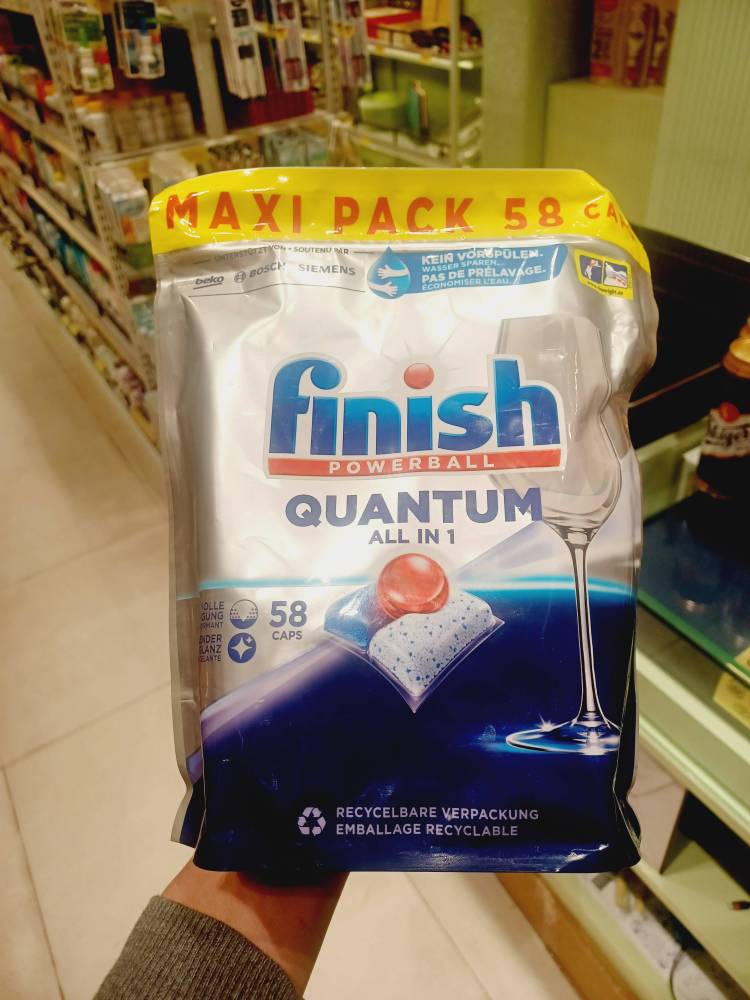 MAXI PACK 58
UNTERSTÜTZT VON • SOUTENU PAR
beko BOSCH SIEMENS
KEIN VORSPÜLEN.
WASSER SPAREN.
PAS DE PRÉLAVAGE.
ÉCONOMISER L'EAU.
finish
POWERBALL
QUANTUM
ALL IN 1
58
CAPS
RECYCELBARE VERPACKUNG
EMBALLAGE RECYCLABLE